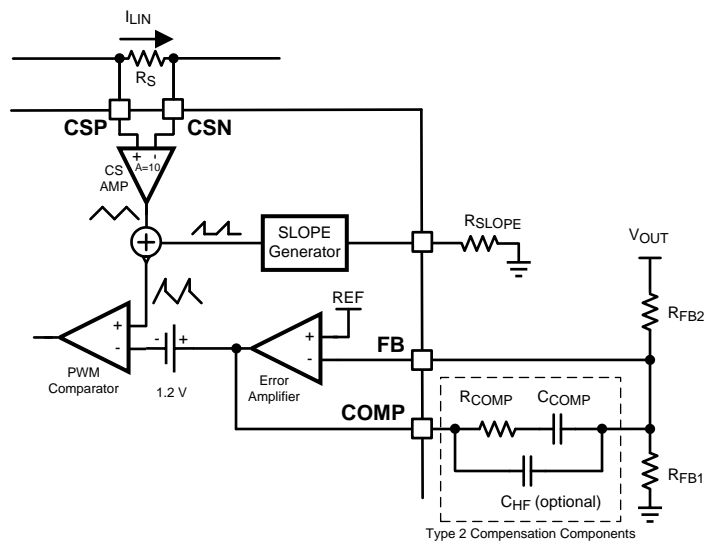 ILIN
RS
CSP
CSN
+ -
A=10
CS
AMP
+
SLOPE
Generator
RSLOPE
VOUT
REF
RFB2
+
-
PWM
Comparator
- +
1.2 V
+
-
Error
Amplifier
FB
COMP
RCOMP
CCOMP
CHF (optional)
RFB1
Type 2 Compensation Components